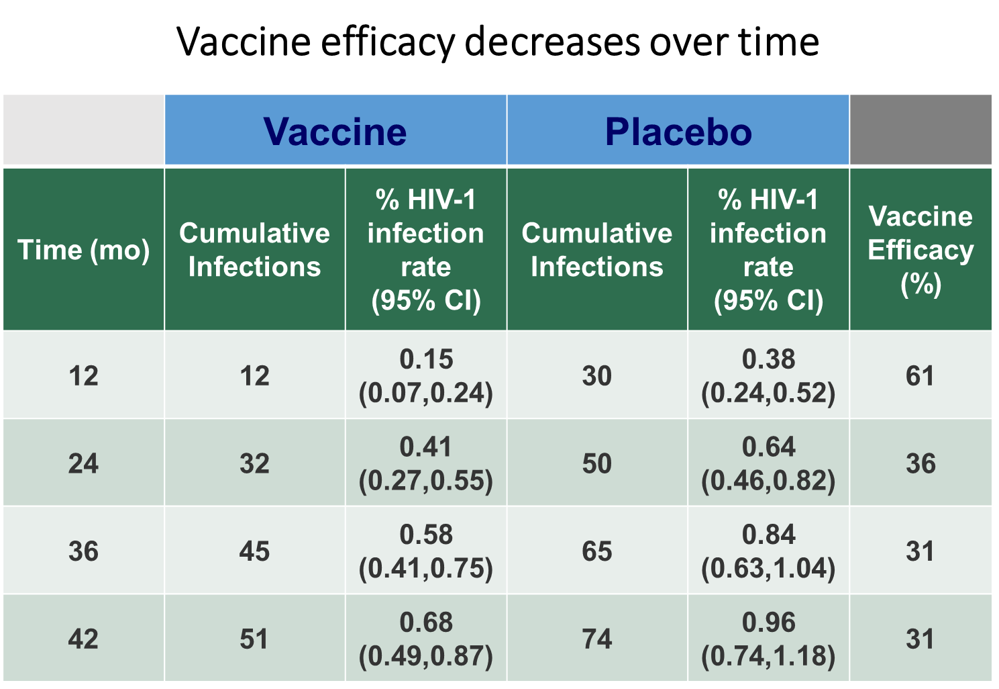 Vaccine efficacy decreases over time
Vaccine
Placebo
Time (mo)
Cumulative
Infections
% HIV-1
infection
rate
(95% CI)
Cumulative
Infections
% HIV-1
infection
rate
(95% CI)
Vaccine
Efficacy
(%)
12
12
0.15
(0.07,0.24)
30
0.38
(0.24,0.52)
61
24
32
0.41
(0.27,0.55)
50
0.64
(0.46,0.82)
36
36
45
0.58
(0.41,0.75)
65
0.84
(0.63,1.04)
31
42
51
0.68
(0.49,0.87)
74
0.96
(0.74,1.18)
31